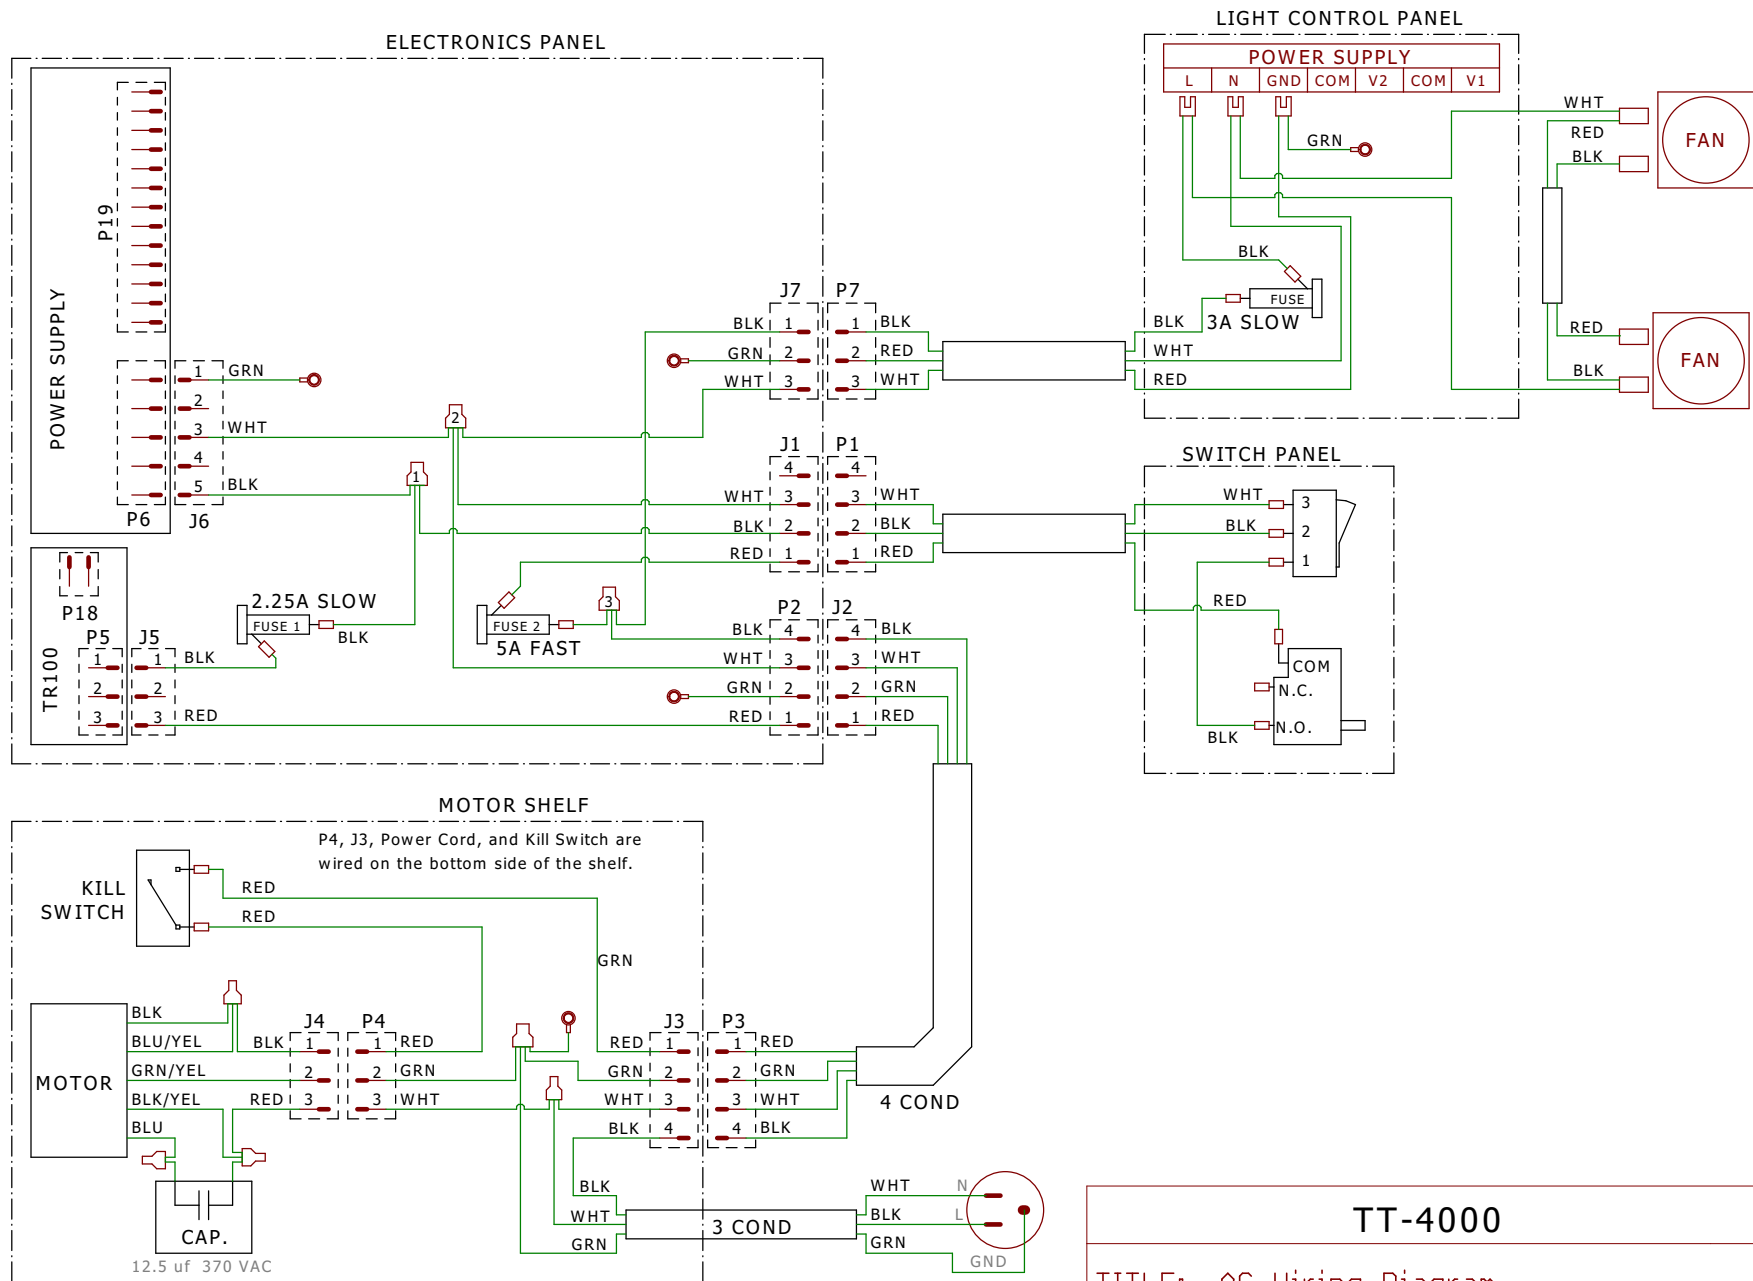 LIGHT CONTROL PANEL
ELECTRONICS PANEL
POWER SUPPLY
L N GND COM V2 COM V1
WHT
RED
BLK
FAN
GRN
P19
POWER SUPPLY
BLK
FUSE
3A SLOW
J7 P7
BLK 1 1 BLK
GRN 2 2 RED
WHT 3 3 WHT
BLK
WHT
RED
RED
BLK
FAN
1 GRN
2
3 WHT
4
5 BLK
P6 J6
2
1
J1 P1
4 4
WHT 3 3 WHT
BLK 2 2 BLK
RED 1 1 RED
SWITCH PANEL
WHT 3
BLK 2
1
RED
COM
N.C.
N.O.
BLK
P18
TR100
P5 J5
1 1 BLK
2 2
3 3 RED
2.25A SLOW
FUSE 1
BLK
FUSE 2
5A FAST
3
P2 J2
BLK 4 4 BLK
WHT 3 3 WHT
GRN 2 2 GRN
RED 1 1 RED
MOTOR SHELF
P4, J3, Power Cord, and Kill Switch are
wired on the bottom side of the shelf.
KILL
SWITCH
RED
RED
GRN
MOTOR
BLK
BLU/YEL
GRN/YEL
BLK/YEL
BLU
J4 P4
BLK 1 1 RED
2 2 GRN
RED 3 3 WHT
J3 P3
RED 1 1 RED
GRN 2 2 GRN
WHT 3 3 WHT
BLK 4 4 BLK
4 COND
CAP.
12.5 uf 370 VAC
BLK
WHT
GRN
3 COND
WHT N
BLK L
GRN
GND
TT-4000
TITLE: AC Wiring Diagram